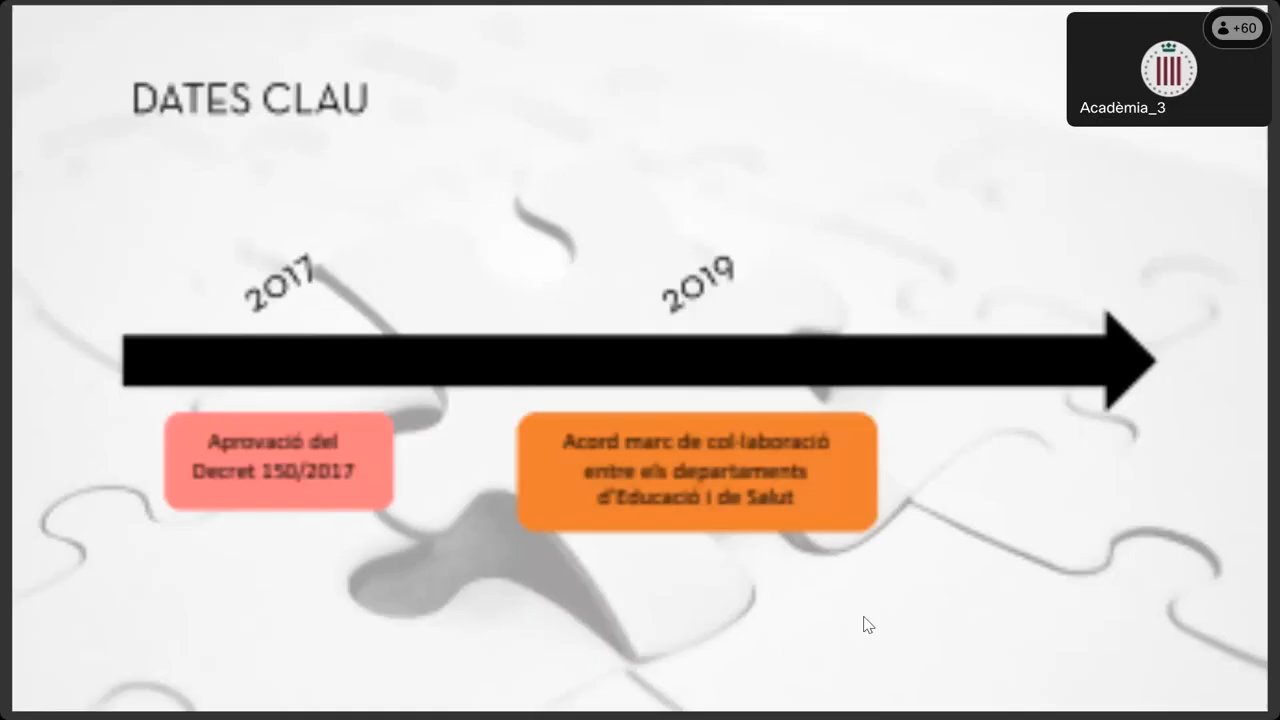 +60
Acadèmia_3
DATES CLAU
2017
2019
Aprovació del
Decret 150/2017
Acord marc de col·laboració
entre els departaments
d'Educació i de Salut